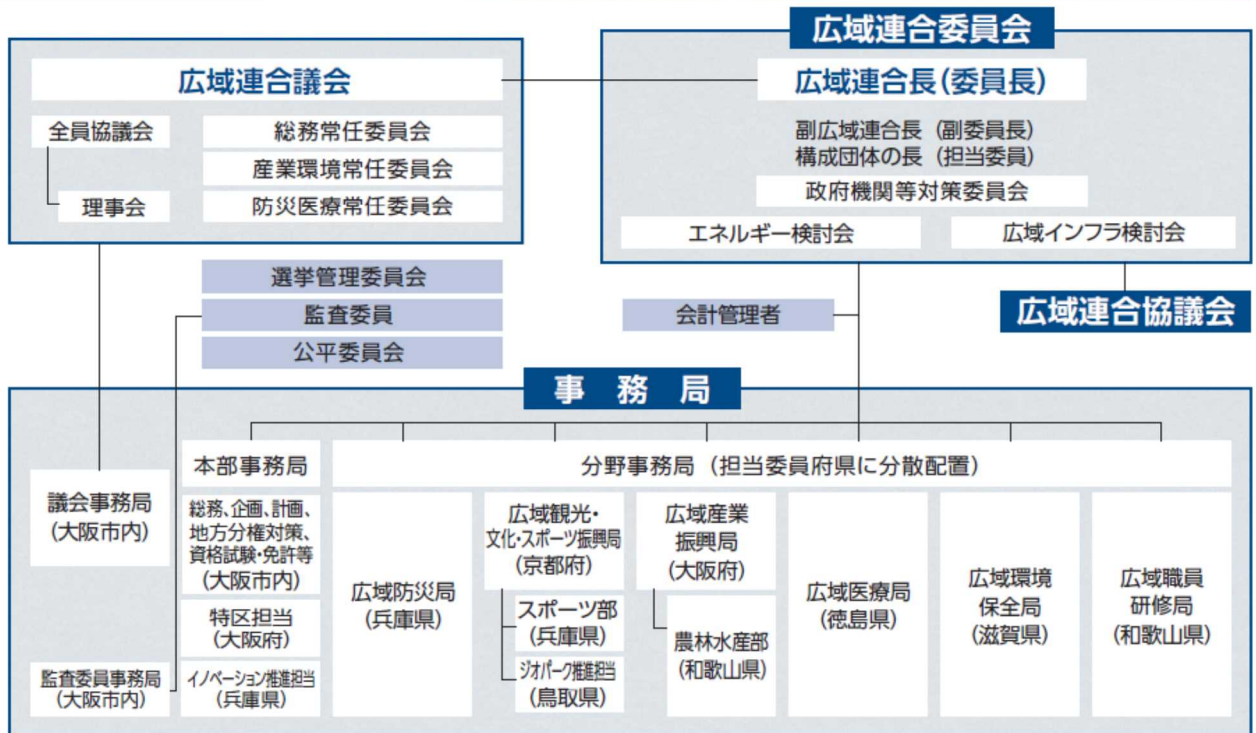 広域連合議会
全員協議会
理事会
総務常任委員会
産業環境常任委員会
防災医療常任委員会
広域連合委員会
広域連合長(委員長)
副広域連合長(副委員長)
構成団体の長(担当委員)
政府機関等対策委員会
エネルギー検討会
広域インフラ検討会
選挙管理委員会
監査委員
公平委員会
会計管理者
広域連合協議会
事務局
議会事務局
(大阪市内)
監査委員事務局
(大阪市内)
本部事務局
総務、企画、計画、
地方分権対策、
資格試験・免許等
(大阪市内)
特区担当
(大阪府)
イノベーション推進担当
(兵庫県)
分野事務局(担当委員府県に分散配置)
広域防災局
(兵庫県)
広域観光・
文化・スポーツ振興局
(京都府)
スポーツ部
(兵庫県)
ジオパーク推進担当
(鳥取県)
広域産業
振興局
(大阪府)
農林水産部
(和歌山県)
広域医療局
(徳島県)
広域環境
保全局
(滋賀県)
広域職員
研修局
(和歌山県)